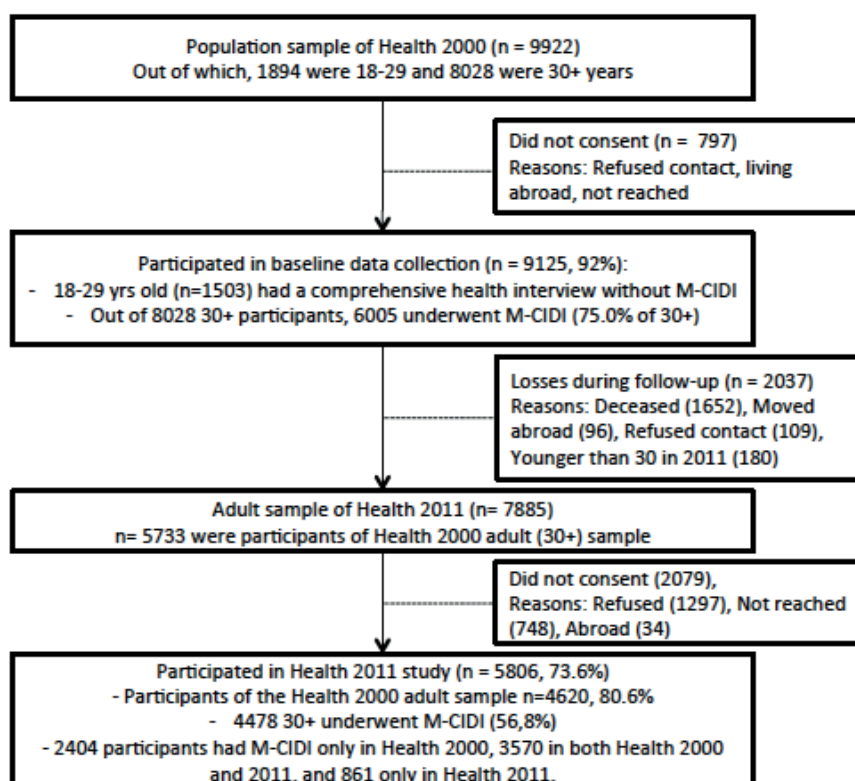 Population sample of Health 2000 (n = 9922)
Out of which, 1894 were 18-29 and 8028 were 30+ years
Did not consent (n = 797)
Reasons: Refused contact, living
abroad, not reached
Participated in baseline data collection (n = 9125, 92%):
- 18-29 yrs old (n=1503) had a comprehensive health interview without M-CIDI
- Out of 8028 30+ participants, 6005 underwent M-CIDI (75.0% of 30+)
Losses during follow-up (n = 2037)
Reasons: Deceased (1652), Moved
abroad (96), Refused contact (109),
Younger than 30 in 2011 (180)
Adult sample of Health 2011 (n= 7885)
n= 5733 were participants of Health 2000 adult (30+) sample
Did not consent (2079),
Reasons: Refused (1297), Not reached
(748), Abroad (34)
Participated in Health 2011 study (n = 5806, 73.6%)
- Participants of the Health 2000 adult sample n=4620, 80.6%
- 4478 30+ underwent M-CIDI (56,8%)
- 2404 participants had M-CIDI only in Health 2000, 3570 in both Health 2000
and 2011, and 861 only in Health 2011.